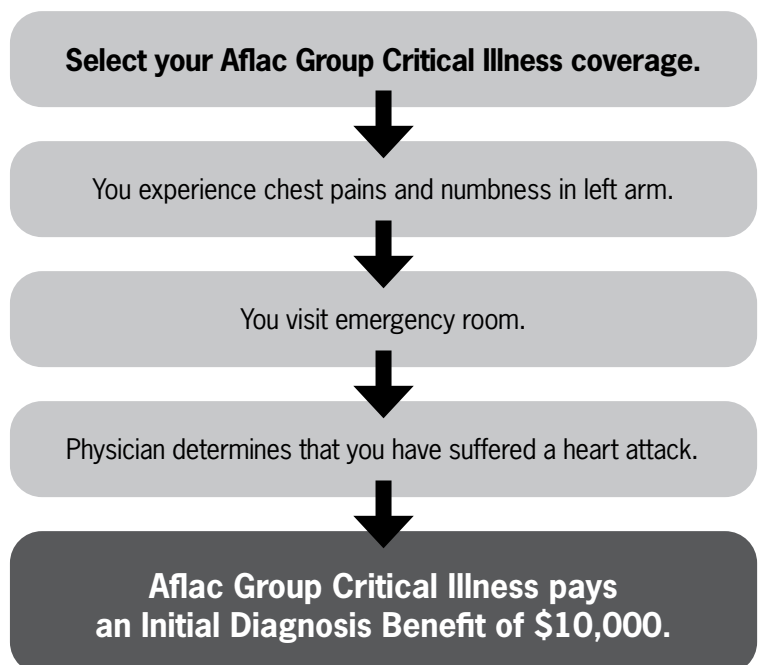 Select your Aflac Group Critical Illness coverage.
You experience chest pains and numbness in left arm.
You visit emergency room.
Physician determines that you have suffered a heart attack.
Aflac Group Critical Illness pays
an Initial Diagnosis Benefit of $10,000.